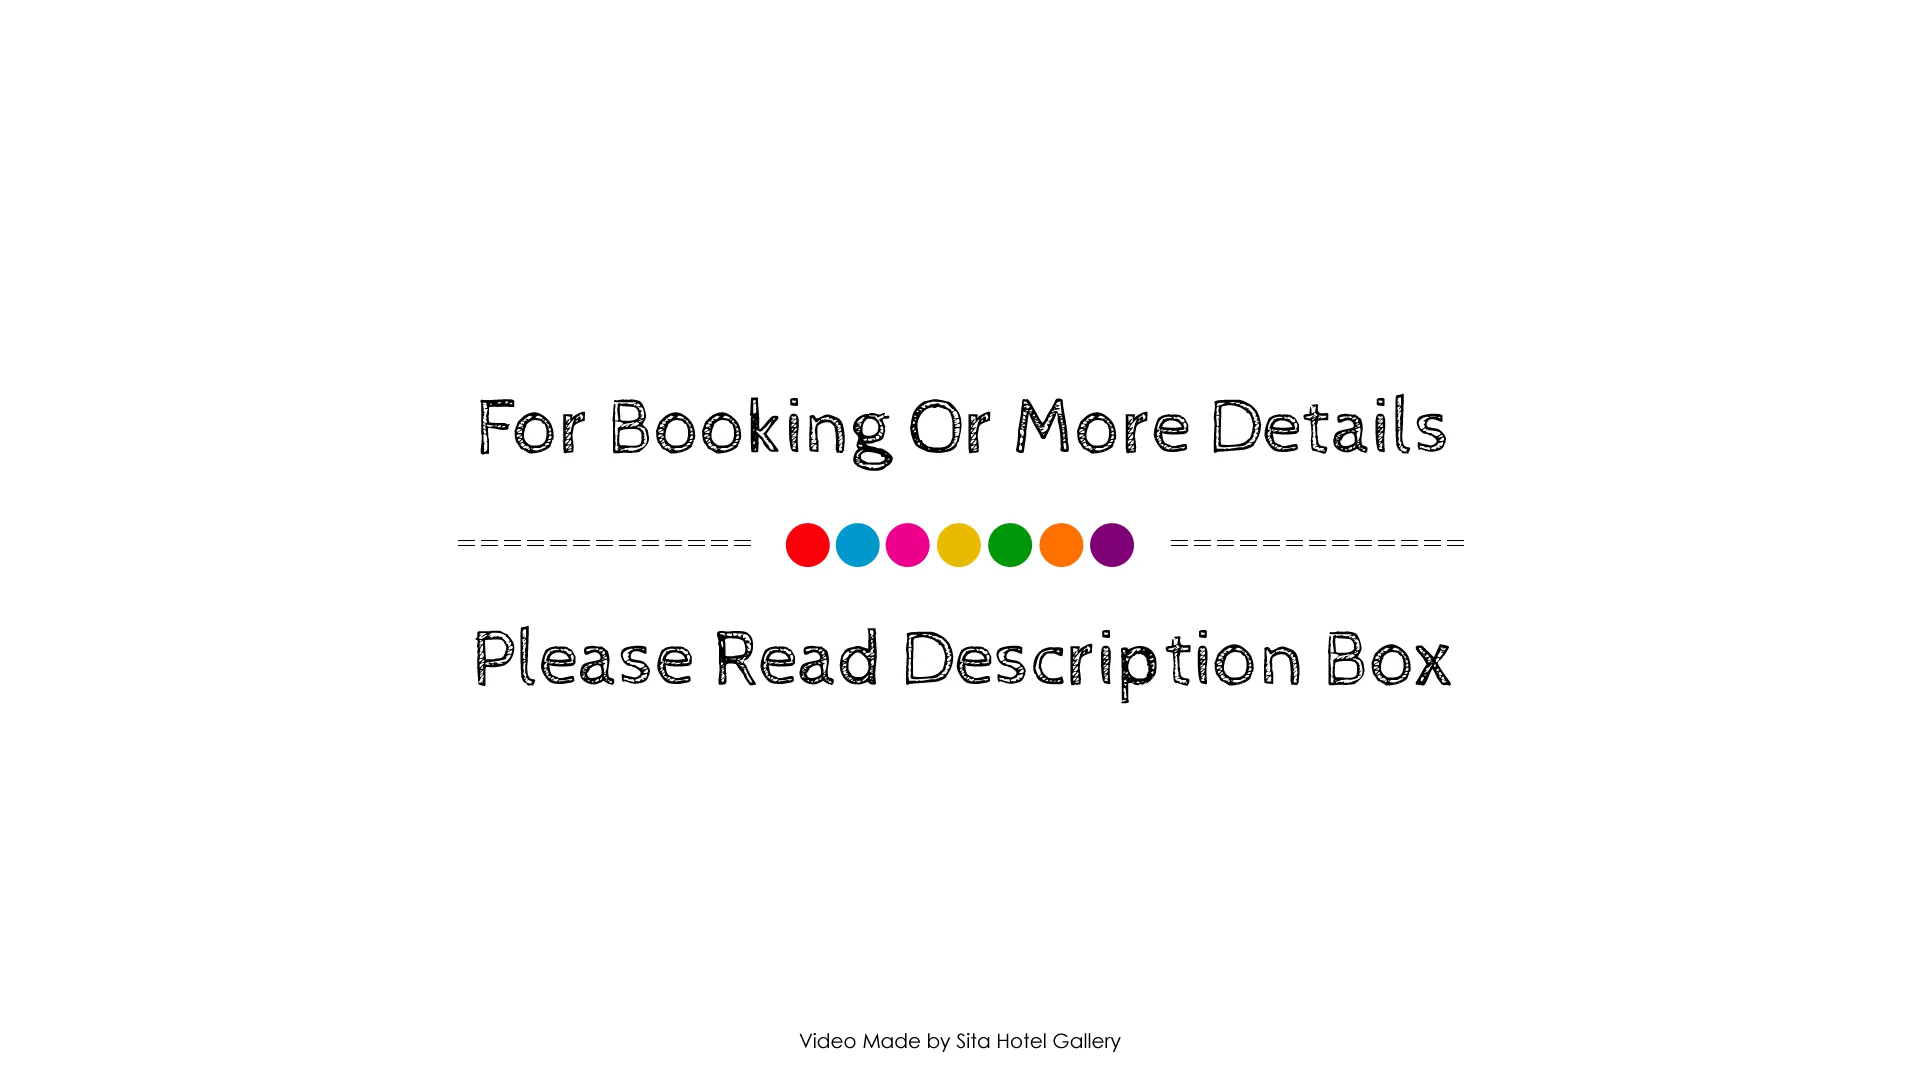 For Booking Or More Details
============= =============
Please Read Description Box
Video Made by Sita Hotel Gallery